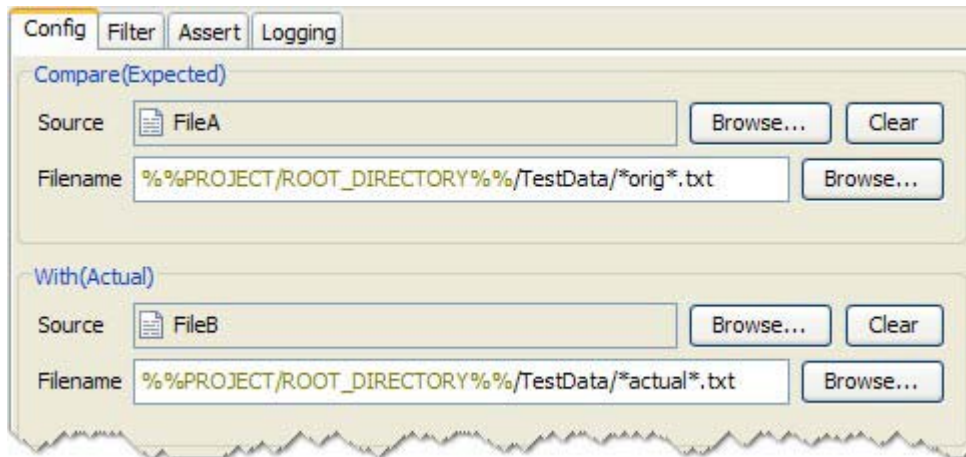 Config Filter Assert Logging
Compare(Expected)
Source FileA Browse... Clear
Filename %%PROJECT/ROOT_DIRECTORY%%/TestData/*orig*.txt Browse...
With(Actual)
Source FileB Browse... Clear
Filename %%PROJECT/ROOT_DIRECTORY%%/TestData/*actual*.txt Browse...